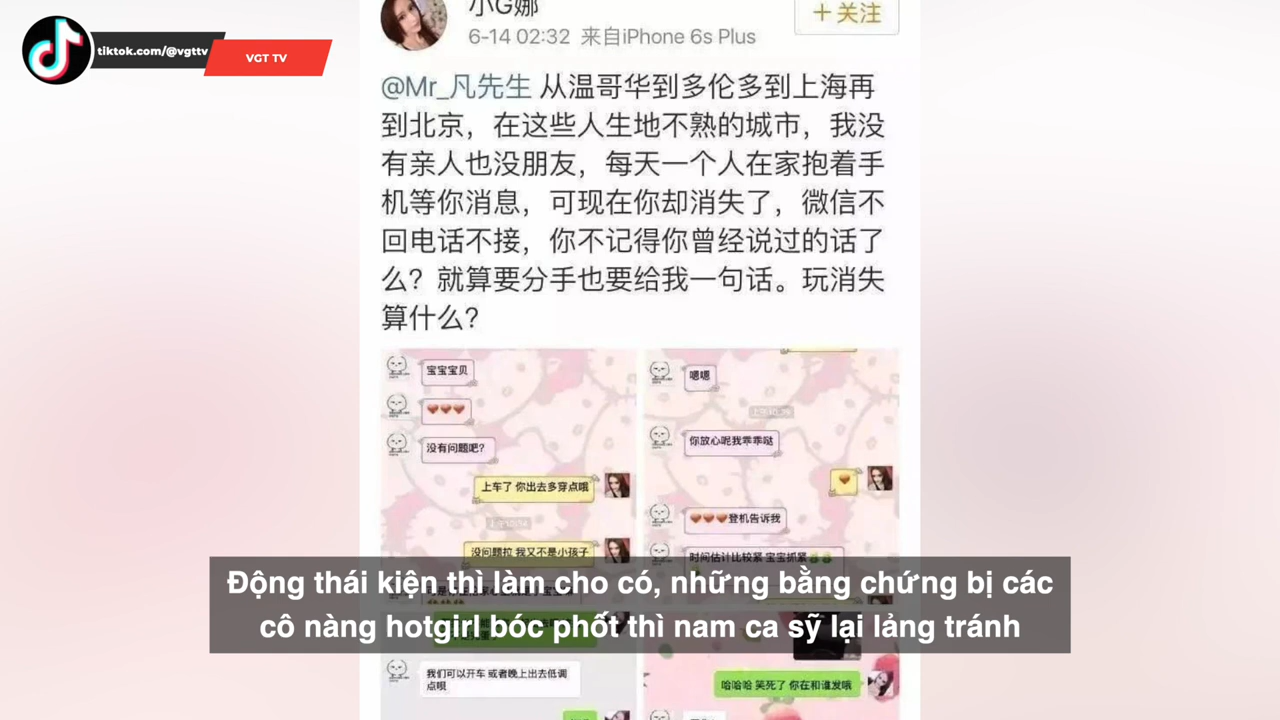 小G娜
+ 关注
6-14 02:32 来自iPhone 6s Plus
tiktok.com/@vgttv
VGT TV
@Mr_凡先生 从温哥华到多伦多到上海再
到北京，在这些人生地不熟的城市，我没
有亲人也没朋友，每天一个人在家抱着手
机等你消息，可现在你却消失了，微信不
回电话不接，你不记得你曾经说过的话了
么？就算要分手也要给我一句话。玩消失
算什么？
宝宝宝贝
没有问题吧?
上车了 你出去多穿点哦
上午10:24
没问题拉 我又不是小孩子
嗯嗯
上午10:39
你放心呢我乖乖哒
登机告诉我
时间估计比较紧 宝宝抓紧
Động thái kiện thì làm cho có, những bằng chứng bị các
cô nàng hotgirl bóc phốt thì nam ca sỹ lại lảng tránh
我们可以开车 或者晚上出去低调
点哦
哈哈哈 笑死了 你在和谁发哦